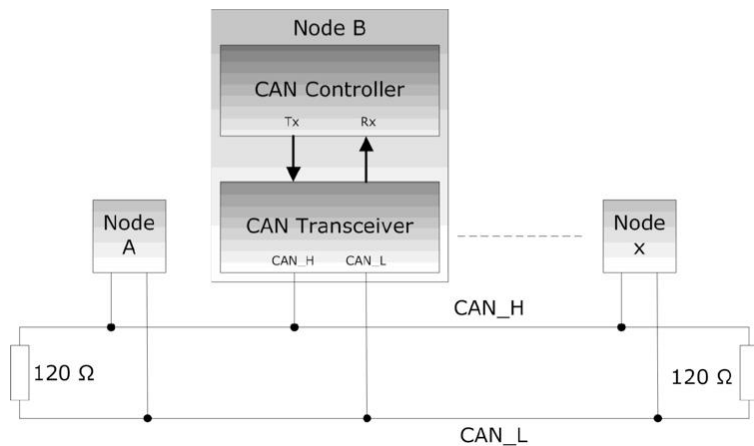 Node B
CAN Controller
Tx Rx
Node
A
CAN Transceiver
CAN_H CAN_L
Node
x
CAN_H
120 Ω
120 Ω
CAN_L